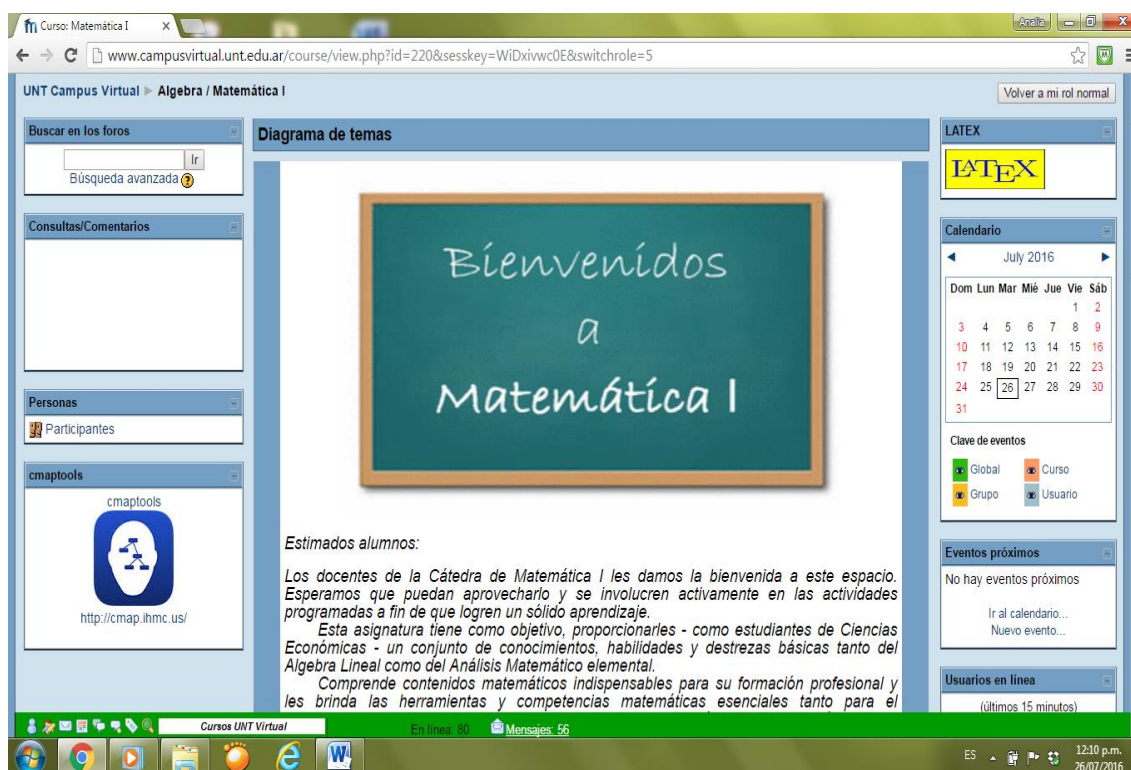 Curso: Matemática I
Analia
www.campusvirtual.unt.edu.ar/course/view.php?id=220&sesskey=WiDxivwc0E&switchrole=5
UNT Campus Virtual ► Algebra / Matemática I
Volver a mi rol normal
Buscar en los foros
Ir
Búsqueda avanzada
Consultas/Comentarios
Personas
Participantes
cmaptools
cmaptools
http://cmap.ihmc.us/
Diagrama de temas
Bienvenidos
a
Matemática I
Estimados alumnos:
Los docentes de la Cátedra de Matemática I les damos la bienvenida a este espacio.
Esperamos que puedan aprovecharlo y se involucren activamente en las actividades
programadas a fin de que logren un sólido aprendizaje.
Esta asignatura tiene como objetivo, proporcionarles - como estudiantes de Ciencias
Económicas - un conjunto de conocimientos, habilidades y destrezas básicas tanto del
Algebra Lineal como del Análisis Matemático elemental.
Comprende contenidos matemáticos indispensables para su formación profesional y
les brinda las herramientas y competencias matemáticas esenciales tanto para el
LATEX
LATEX
Calendario
◄ July 2016 ►
Dom Lun Mar Mié Jue Vie Sáb
1 2
3 4 5 6 7 8 9
10 11 12 13 14 15 16
17 18 19 20 21 22 23
24 25 26 27 28 29 30
31
Clave de eventos
Global Curso
Grupo Usuario
Eventos próximos
No hay eventos próximos
Ir al calendario...
Nuevo evento...
Usuarios en línea
(últimos 15 minutos)
Cursos UNT Virtual
En línea: 80
Mensajes: 56
ES
12:10 p.m.
26/07/2016